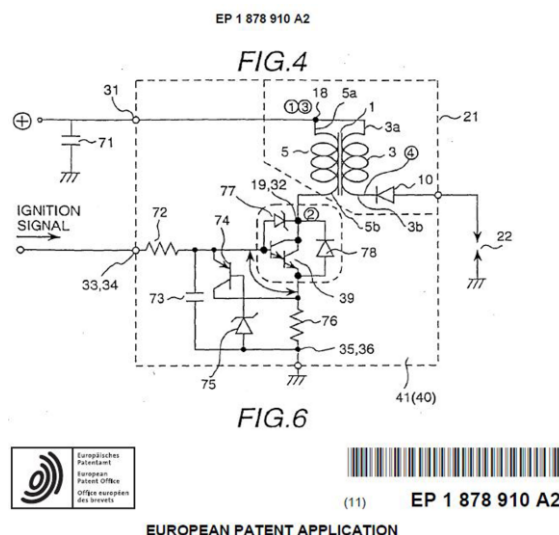 EP 1 878 910 A2
FIG.4
31
18
5a
1
①③
3a
21
71
5
3
④
10
77
19,32
②
5b
3b
IGNITION
SIGNAL
72
74
78
22
33,34
73
39
76
75
35,36
41(40)
FIG.6
Europäisches
Patentamt
European
Patent Office
Office européen
des brevets
(11) EP 1 878 910 A2
EUROPEAN PATENT APPLICATION